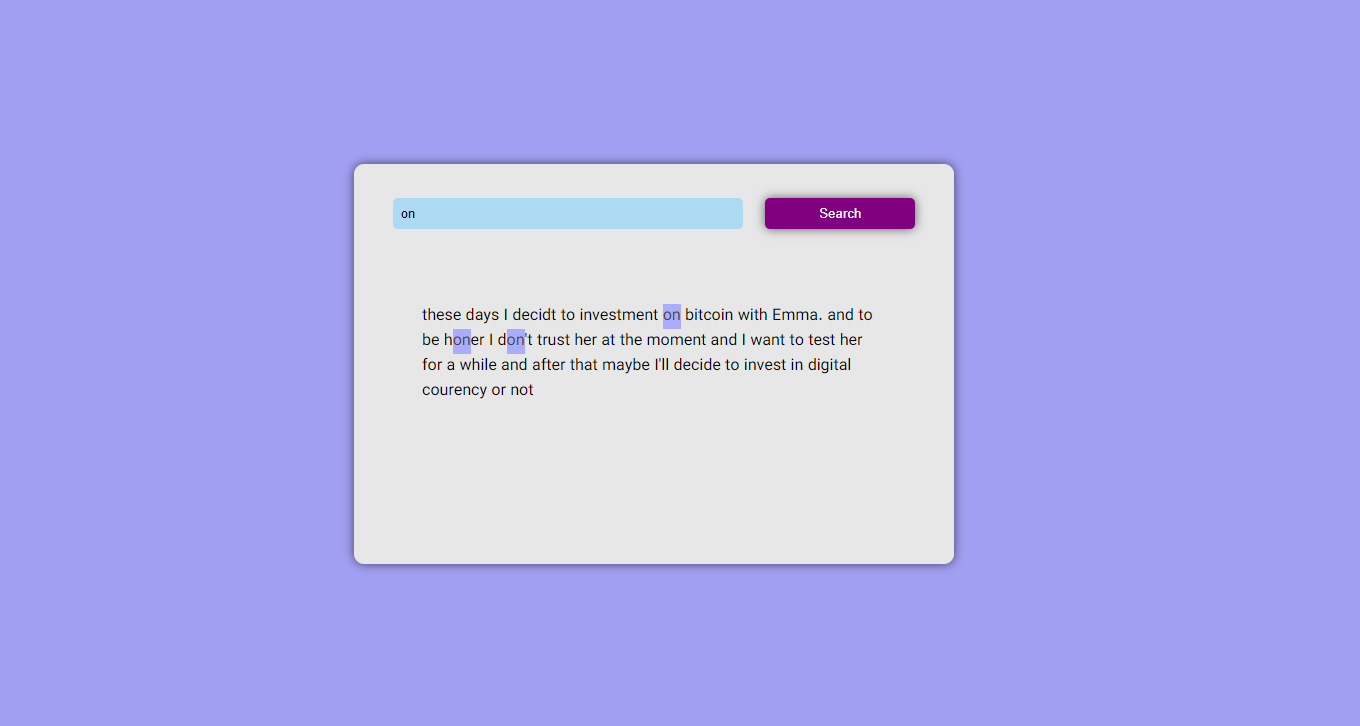 on
Search
these days I decidt to investment on bitcoin with Emma. and to
be honer I don't trust her at the moment and I want to test her
for a while and after that maybe I'll decide to invest in digital
courency or not